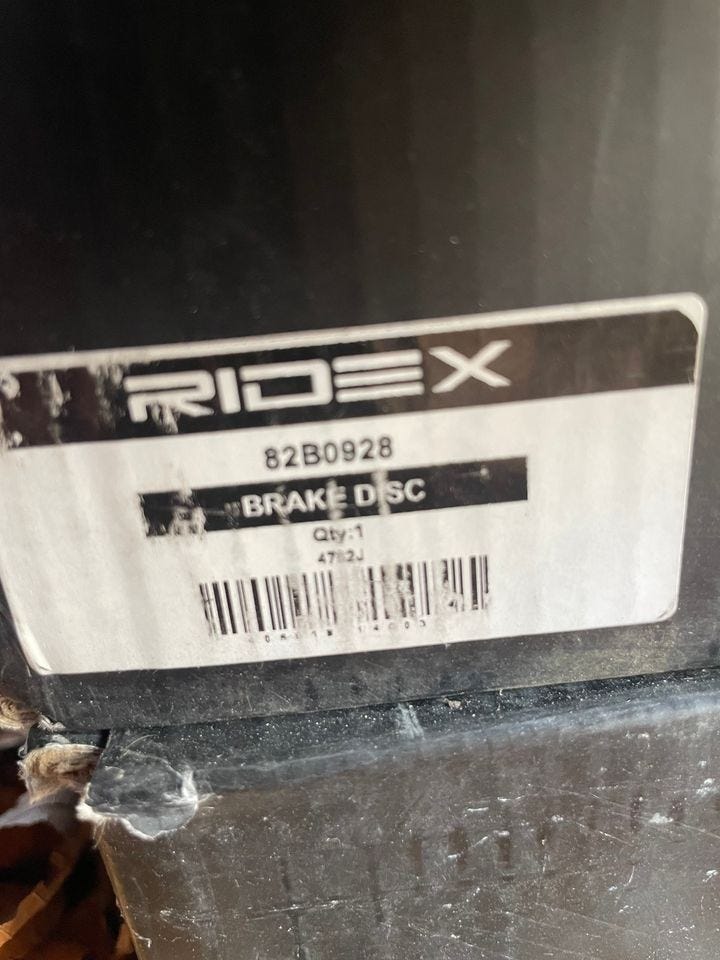 RIDEX
82B0928
BRAKE DISC
Qty:1